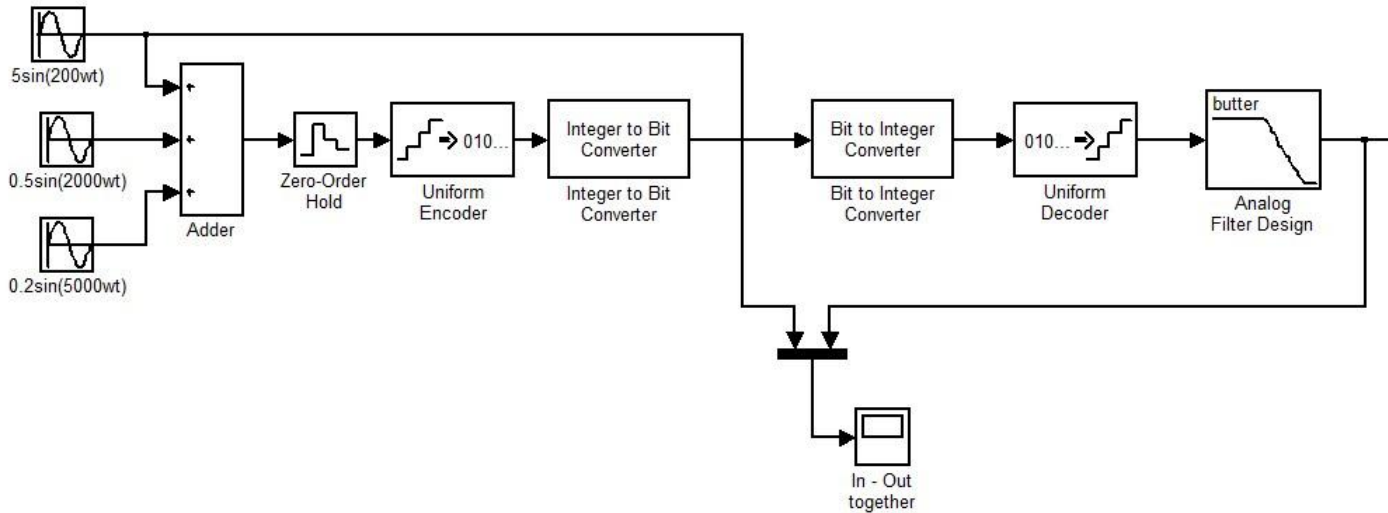 5sin(200wt)
0.5sin(2000wt)
0.2sin(5000wt)
+
+
+
Adder
Zero-Order
Hold
010...
Uniform
Encoder
Integer to Bit
Converter
Integer to Bit
Converter
Bit to Integer
Converter
Bit to Integer
Converter
010...
Uniform
Decoder
butter
Analog
Filter Design
In - Out
together